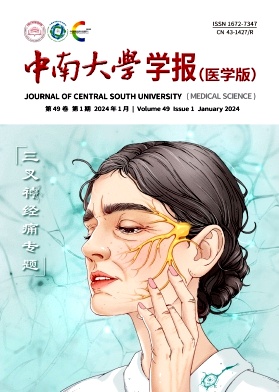 ISSN 1672-7347
CN 43-1427/R
中南大學学报(医学版)
JOURNAL OF CENTRAL SOUTH UNIVERSITY (MEDICAL SCIENCE)
第49卷 第1期 2024年1月 | Volume 49 Issue 1 January 2024
「三叉神经痛专题」